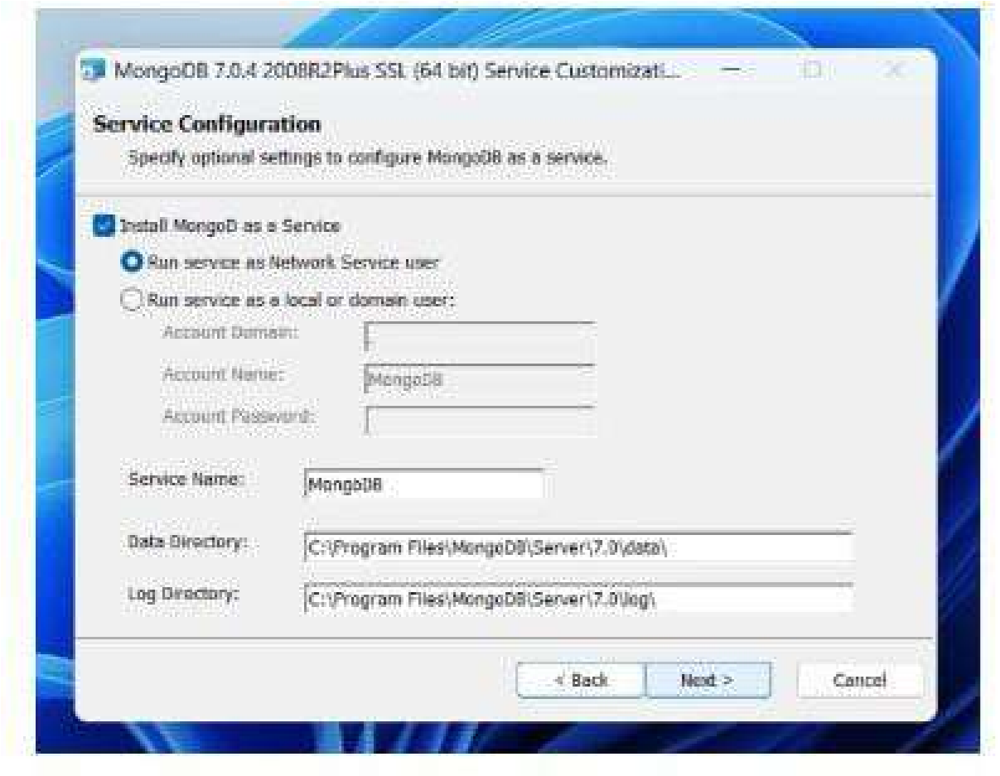 MongoDB 7.0.4 2008R2Plus SSL (64 bit) Service Customizati...
Service Configuration
Specify optional settings to configure MongoDB as a service.
Install MongoD as a Service
Run service as Network Service user
Run service as a local or domain user:
Account Domain: .
Account Name: MongoDB
Account Password:
Service Name: MongoDB
Data Directory: C:\Program Files\MongoDB\Server\7.0\data\
Log Directory: C:\Program Files\MongoDB\Server\7.0\log\
< Back Next > Cancel